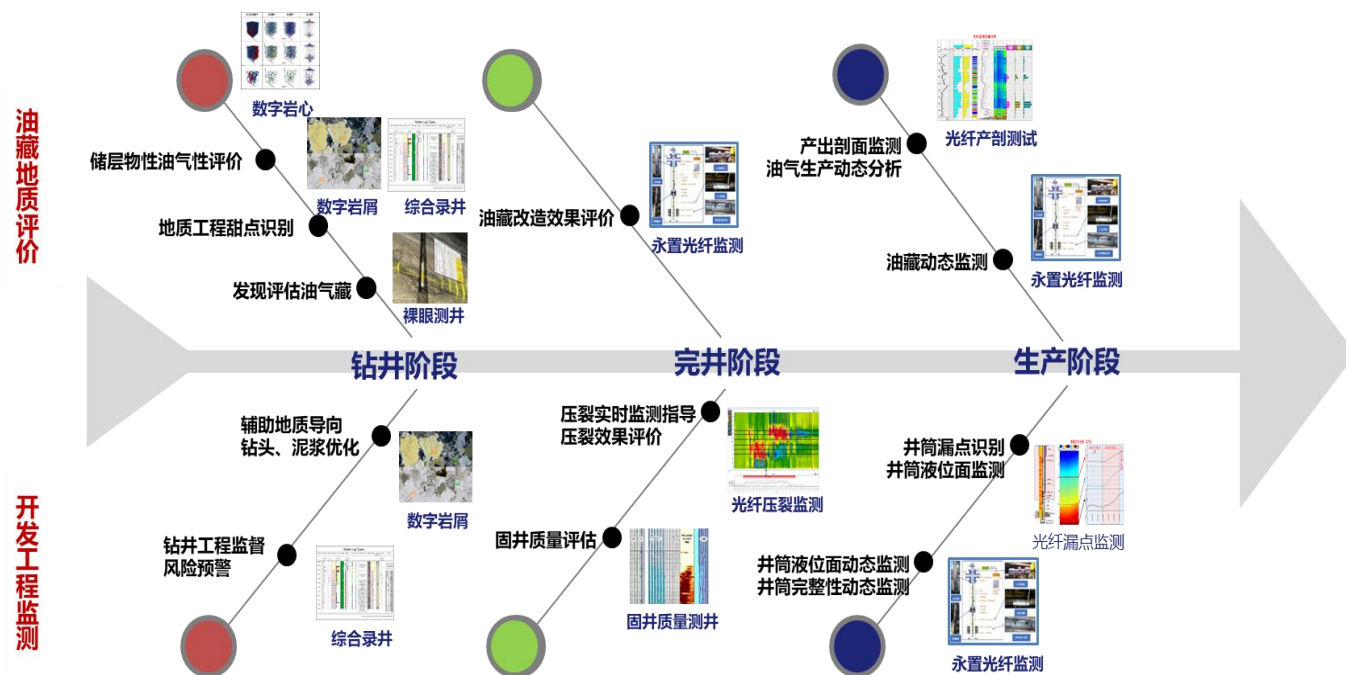 油藏地质评价
数字岩心
储层物性油气性评价
数字岩屑
综合录井
地质工程甜点识别
发现评估油气藏
裸眼测井
油藏改造效果评价
永置光纤监测
光纤产剖测试
产出剖面监测
油气生产动态分析
油藏动态监测
永置光纤监测
钻井阶段
完井阶段
生产阶段
开发工程监测
辅助地质导向
钻头、泥浆优化
数字岩屑
钻井工程监督
风险预警
综合录井
压裂实时监测指导
压裂效果评价
光纤压裂监测
固井质量评估
固井质量测井
井筒漏点识别
井筒液位面监测
光纤漏点监测
井筒液位面动态监测
井筒完整性动态监测
永置光纤监测